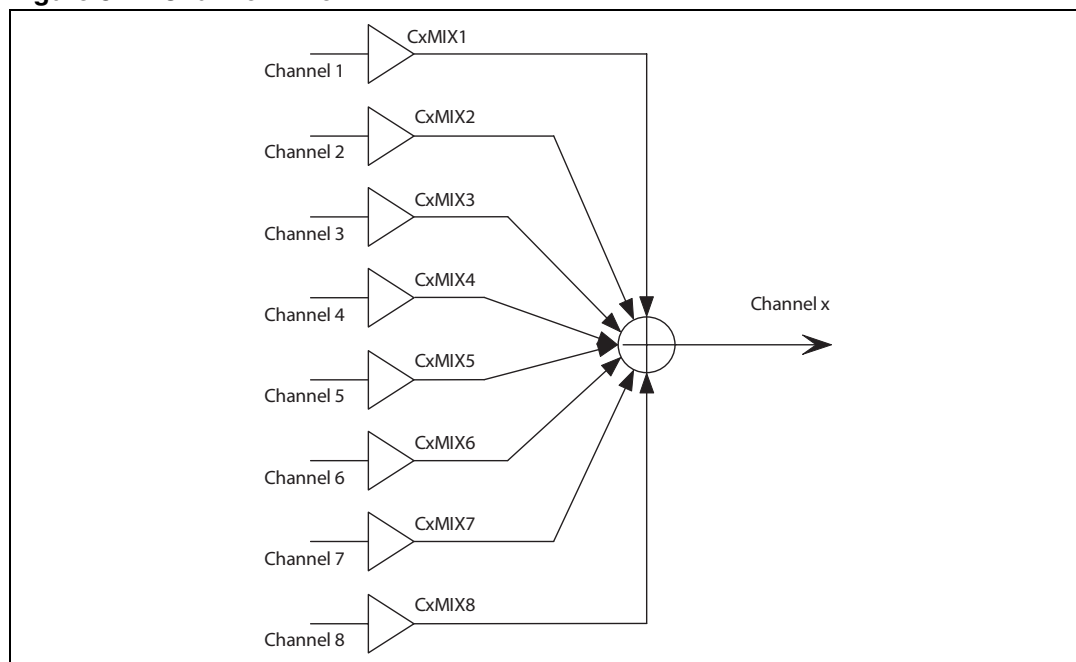 CxMIX1
Channel 1
CxMIX2
Channel 2
CxMIX3
Channel 3
CxMIX4
Channel 4
Channel x
CxMIX5
Channel 5
CxMIX6
Channel 6
CxMIX7
Channel 7
CxMIX8
Channel 8